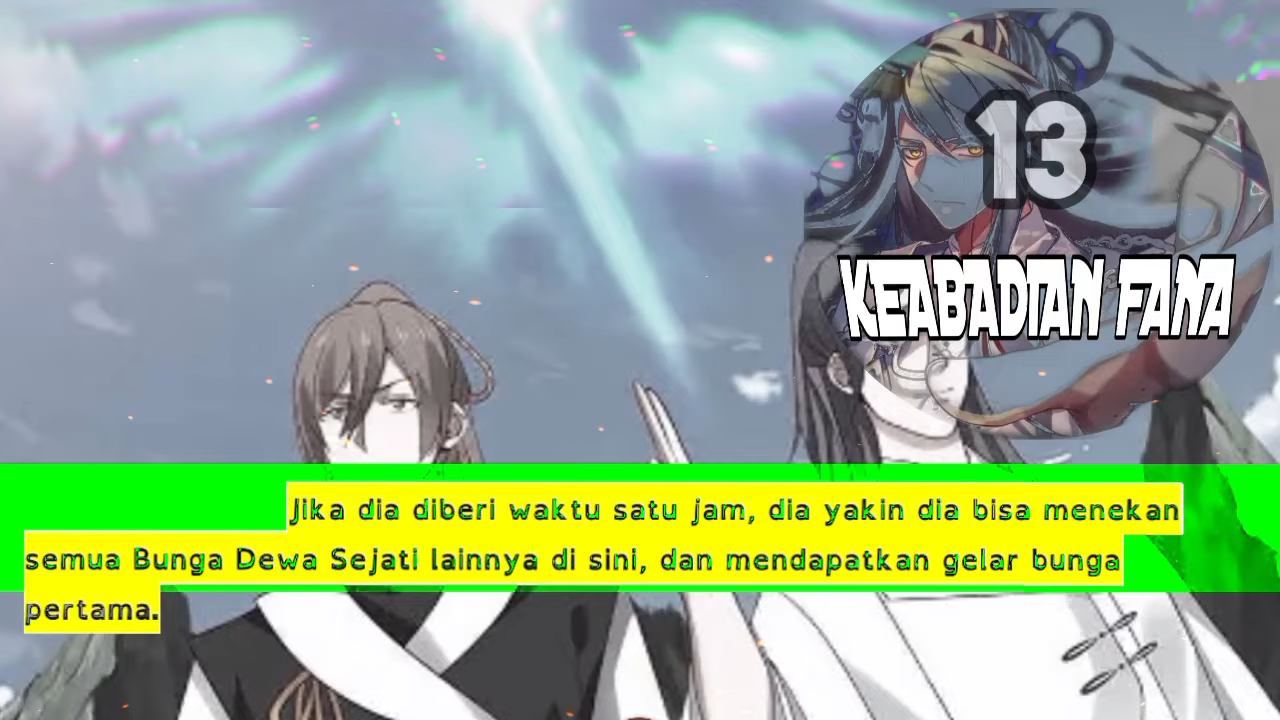 13
KEABADIAN FANA
Jika dia diberi waktu satu jam, dia yakin dia bisa menekan
semua Bunga Dewa Sejati lainnya di sini, dan mendapatkan gelar bunga
pertama.